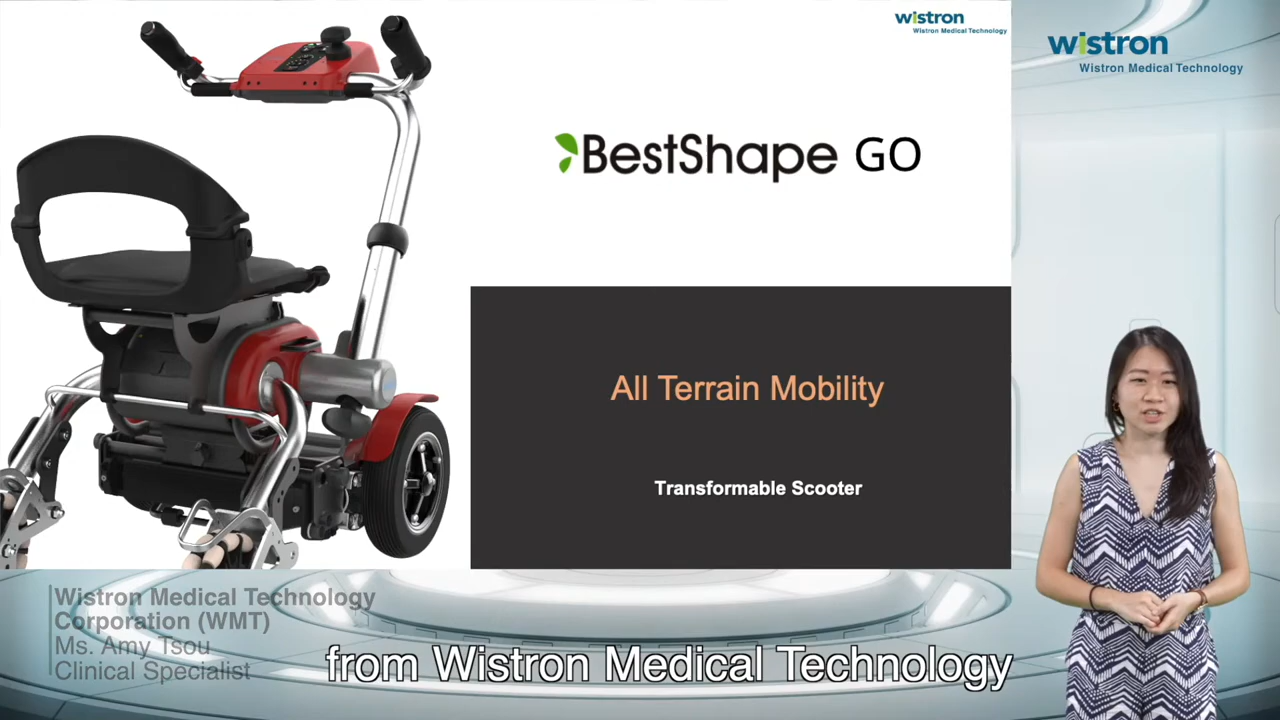 wistron
Wistron Medical Technology
wistron
Wistron Medical Technology
BestShape GO
All Terrain Mobility
Transformable Scooter
Wistron Medical Technology
Corporation (WMT)
Ms. Amy Tsou
Clinical Specialist
from Wistron Medical Technology